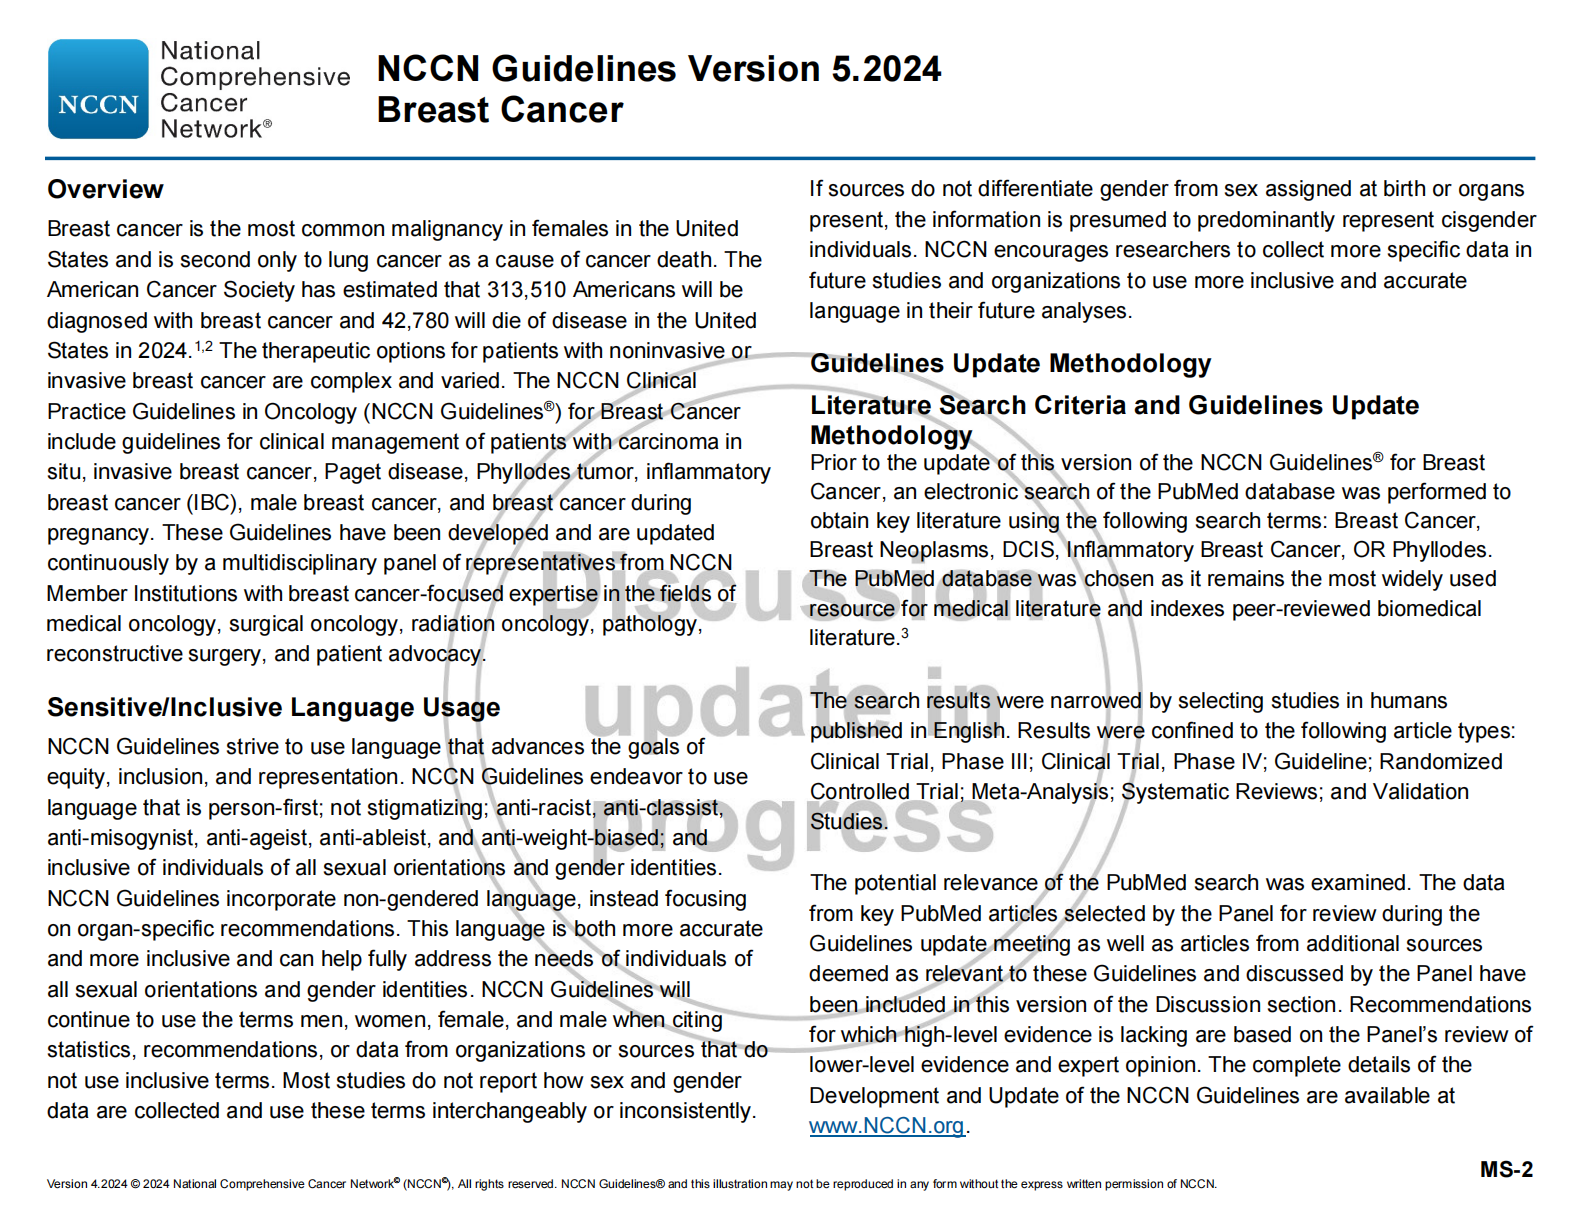 National
Comprehensive
Cancer
Network®
NCCN
NCCN Guidelines Version 5.2024
Breast Cancer
Overview
Breast cancer is the most common malignancy in females in the United
States and is second only to lung cancer as a cause of cancer death. The
American Cancer Society has estimated that 313,510 Americans will be
diagnosed with breast cancer and 42,780 will die of disease in the United
States in 2024.1,2 The therapeutic options for patients with noninvasive or
invasive breast cancer are complex and varied. The NCCN Clinical
Practice Guidelines in Oncology (NCCN Guidelines®) for Breast Cancer
include guidelines for clinical management of patients with carcinoma in
situ, invasive breast cancer, Paget disease, Phyllodes tumor, inflammatory
breast cancer (IBC), male breast cancer, and breast cancer during
pregnancy. These Guidelines have been developed and are updated
continuously by a multidisciplinary panel of representatives from NCCN
Member Institutions with breast cancer-focused expertise in the fields of
medical oncology, surgical oncology, radiation oncology, pathology,
reconstructive surgery, and patient advocacy.
Sensitive/Inclusive Language Usage
NCCN Guidelines strive to use language that advances the goals of
equity, inclusion, and representation. NCCN Guidelines endeavor to use
language that is person-first; not stigmatizing; anti-racist, anti-classist,
anti-misogynist, anti-ageist, anti-ableist, and anti-weight-biased; and
inclusive of individuals of all sexual orientations and gender identities.
NCCN Guidelines incorporate non-gendered language, instead focusing
on organ-specific recommendations. This language is both more accurate
and more inclusive and can help fully address the needs of individuals of
all sexual orientations and gender identities. NCCN Guidelines will
continue to use the terms men, women, female, and male when citing
statistics, recommendations, or data from organizations or sources that do
not use inclusive terms. Most studies do not report how sex and gender
data are collected and use these terms interchangeably or inconsistently.
If sources do not differentiate gender from sex assigned at birth or organs
present, the information is presumed to predominantly represent cisgender
individuals. NCCN encourages researchers to collect more specific data in
future studies and organizations to use more inclusive and accurate
language in their future analyses.
Guidelines Update Methodology
Literature Search Criteria and Guidelines Update
Methodology
Prior to the update of this version of the NCCN Guidelines® for Breast
Cancer, an electronic search of the PubMed database was performed to
obtain key literature using the following search terms: Breast Cancer,
Breast Neoplasms, DCIS, Inflammatory Breast Cancer, OR Phyllodes.
The PubMed database was chosen as it remains the most widely used
resource for medical literature and indexes peer-reviewed biomedical
literature.3
The search results were narrowed by selecting studies in humans
published in English. Results were confined to the following article types:
Clinical Trial, Phase III; Clinical Trial, Phase IV; Guideline; Randomized
Controlled Trial; Meta-Analysis; Systematic Reviews; and Validation
Studies.
The potential relevance of the PubMed search was examined. The data
from key PubMed articles selected by the Panel for review during the
Guidelines update meeting as well as articles from additional sources
deemed as relevant to these Guidelines and discussed by the Panel have
been included in this version of the Discussion section. Recommendations
for which high-level evidence is lacking are based on the Panel's review of
lower-level evidence and expert opinion. The complete details of the
Development and Update of the NCCN Guidelines are available at
www.NCCN.org.
Discussion
update in
progress
MS-2
Version 4.2024 © 2024 National Comprehensive Cancer Network® (NCCN®), All rights reserved. NCCN Guidelines® and this illustration may not be reproduced in any form without the express written permission of NCCN.